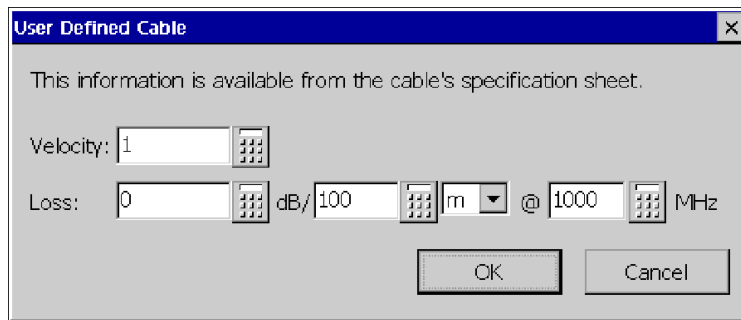 User Defined Cable
This information is available from the cable's specification sheet.
Velocity: 1
Loss: 0 dB/ 100 m @ 1000 MHz
OK Cancel